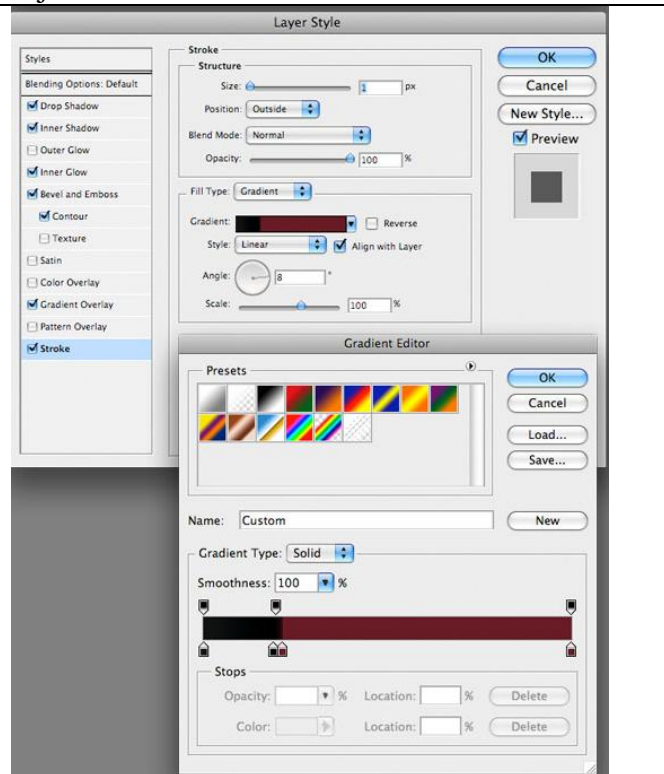 Layer Style
Styles
Blending Options: Default
Drop Shadow
Inner Shadow
Outer Glow
Inner Glow
Bevel and Emboss
Contour
Texture
Satin
Color Overlay
Gradient Overlay
Pattern Overlay
Stroke
Stroke
Structure
Size: 1 px
Position: Outside
Blend Mode: Normal
Opacity: 100 %
Fill Type: Gradient
Gradient: Reverse
Style: Linear Align with Layer
Angle: 8 °
Scale: 100 %
OK
Cancel
New Style...
Preview
Gradient Editor
Presets
OK
Cancel
Load...
Save...
Name: Custom
New
Gradient Type: Solid
Smoothness: 100 %
Stops
Opacity: % Location: % Delete
Color: Location: % Delete